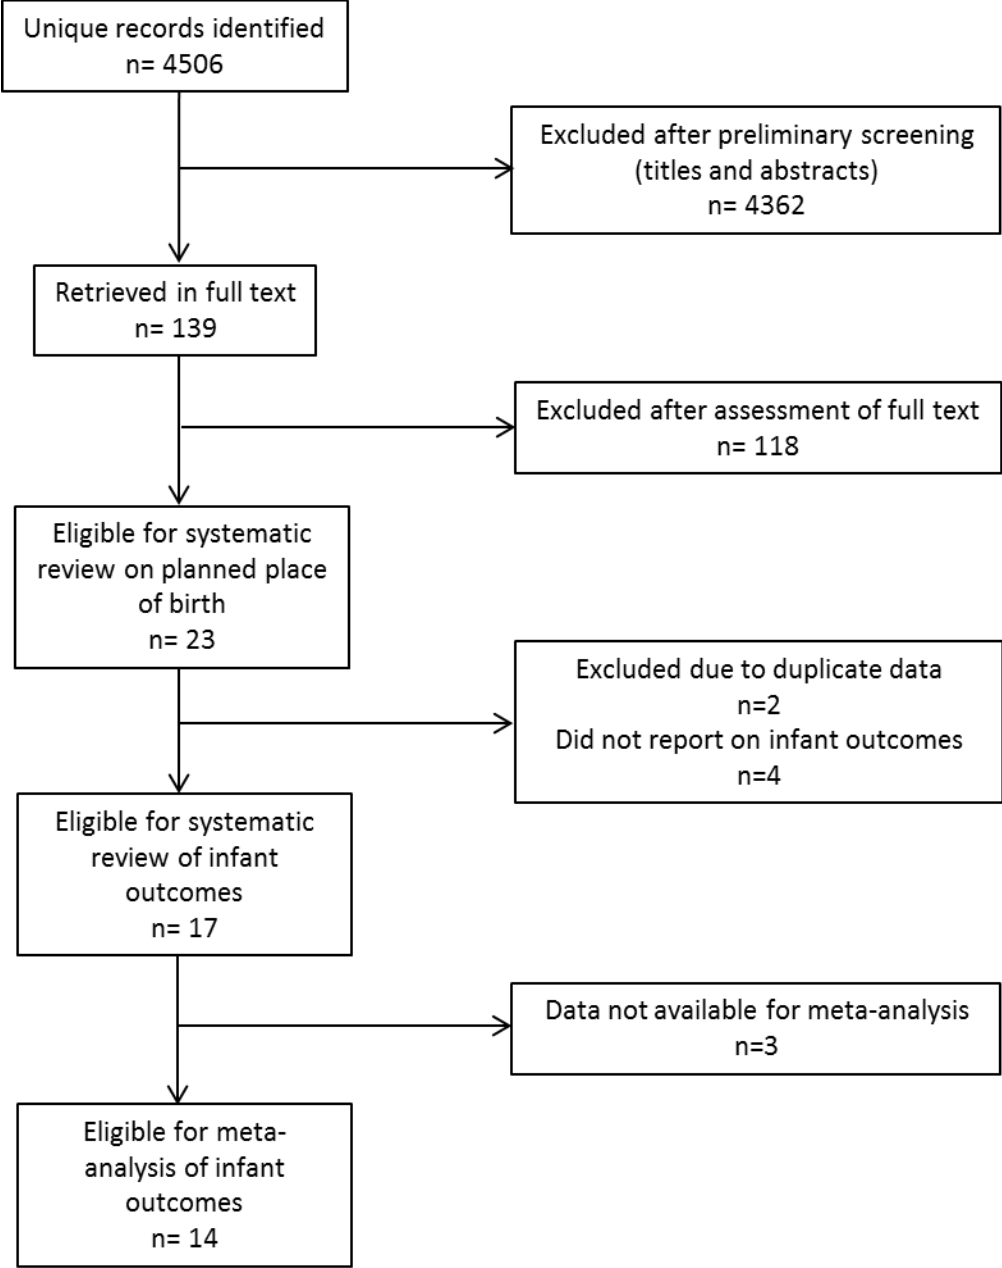 Unique records identified
n= 4506
Excluded after preliminary screening
(titles and abstracts)
n= 4362
Retrieved in full text
n= 139
Excluded after assessment of full text
n= 118
Eligible for systematic
review on planned place
of birth
n= 23
Excluded due to duplicate data
n=2
Did not report on infant outcomes
n=4
Eligible for systematic
review of infant
outcomes
n= 17
Data not available for meta-analysis
n=3
Eligible for meta-
analysis of infant
outcomes
n= 14